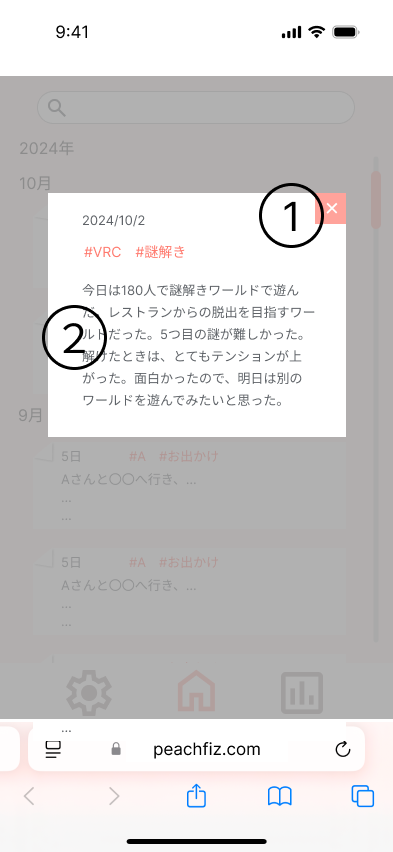 9:41
2024年
10月
2024/10/2
#VRC #謎解き
今日は180人で謎解きワールドで遊ん
だ。レストランからの脱出を目指すワー
ルドだった。5つ目の謎が難しかった。
解けたときは、とてもテンションが上
がった。面白かったので、明日は別の
ワールドを遊んでみたいと思った。
1
2
9月
5日 #A #お出かけ
Aさんと〇〇へ行き、...
...
...
5日 #A #お出かけ
Aさんと〇〇へ行き、...
...
...
...
peachfiz.com